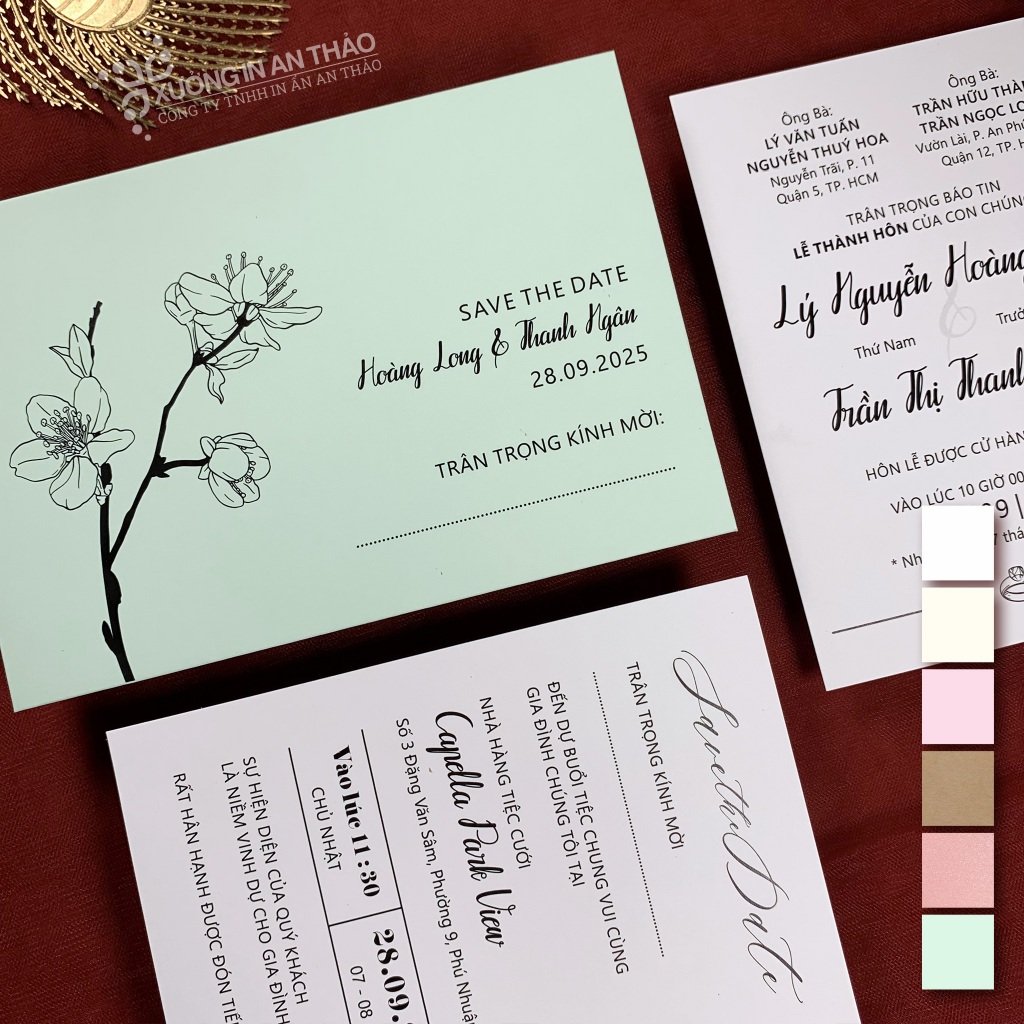 XƯỞNG IN AN THẢO
CÔNG TY TNHH IN ẤN AN THẢO
SAVE THE DATE
Hoàng Long & Thanh Ngân
28.09.2025
TRÂN TRỌNG KÍNH MỜI:
Ông Bà:
LÝ VĂN TUẤN
NGUYỄN THUÝ HOA
Nguyễn Trãi, P. 11
Quận 5, TP. HCM
Ông Bà:
TRẦN HỮU
TRẦN NGỌC
Vườn Lài, P. An
Quận 12, TP.
TRÂN TRỌNG BÁO TIN
LỄ THÀNH HÔN CỦA CON
Lý Nguyễn Hoàng
&
Thứ Nam
Trần Thị Thanh
HÔN LỄ ĐƯỢC CỬ
VÀO LÚC 10 GIỜ 00
Save the Date
TRÂN TRỌNG KÍNH MỜI
ĐẾN DỰ BUỔI TIỆC CHUNG VUI CÙNG
GIA ĐÌNH CHÚNG TÔI TẠI
NHÀ HÀNG TIỆC CƯỚI
Capella Park View
Số 3 Đặng Văn Sâm, Phường 9, Phú Nhuận
Vào lúc 11:30
CHỦ NHẬT
28.09.
07 - 08
SỰ HIỆN DIỆN CỦA QUÝ KHÁCH
LÀ NIỀM VINH DỰ CHO GIA ĐÌNH
RẤT HÂN HẠNH ĐƯỢC ĐÓN